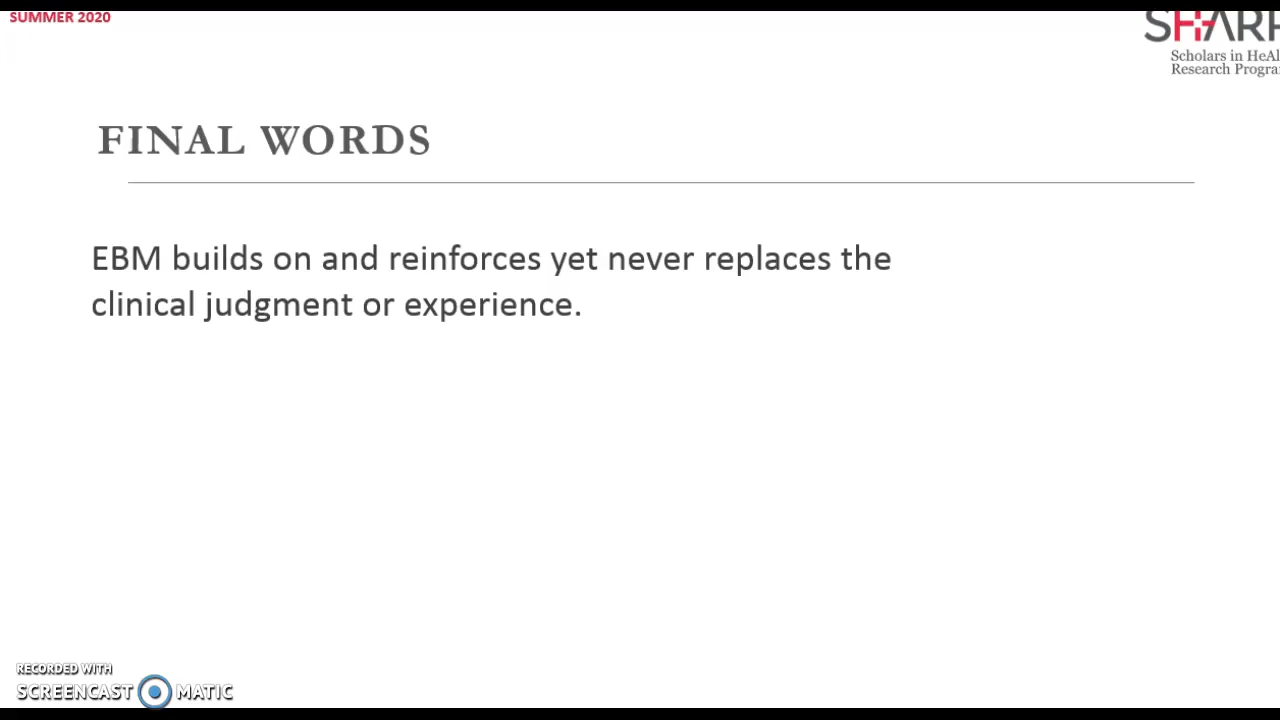 SUMMER 2020
Scholars in HeAl
Research Progra
FINAL WORDS
EBM builds on and reinforces yet never replaces the
clinical judgment or experience.
RECORDED WITH
SCREENCAST MATIC